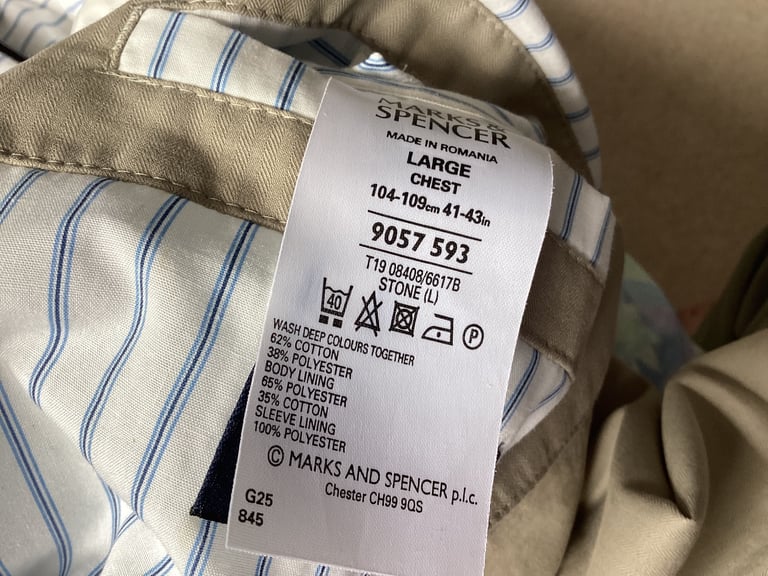 MARKS &
SPENCER
MADE IN ROMANIA
LARGE
CHEST
104-109cm 41-43in
9057 593
T19 08408/6617B
STONE (L)
40
P
WASH DEEP COLOURS TOGETHER
62% COTTON
38% POLYESTER
BODY LINING
65% POLYESTER
35% COTTON
SLEEVE LINING
100% POLYESTER
© MARKS AND SPENCER p.l.c.
Chester CH99 9QS
G25
845